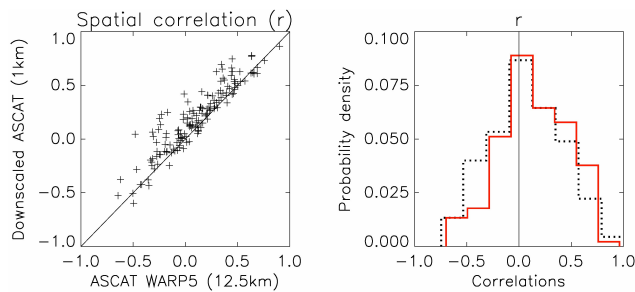 Spatial correlation (r)
1.0
0.5
0.0
−0.5
−1.0
Downscaled ASCAT (1km)
−1.0 −0.5 0.0 0.5 1.0
ASCAT WARP5 (12.5km)
r
0.100
0.075
0.050
0.025
0.000
Probability density
−1.0 −0.5 0.0 0.5 1.0
Correlations